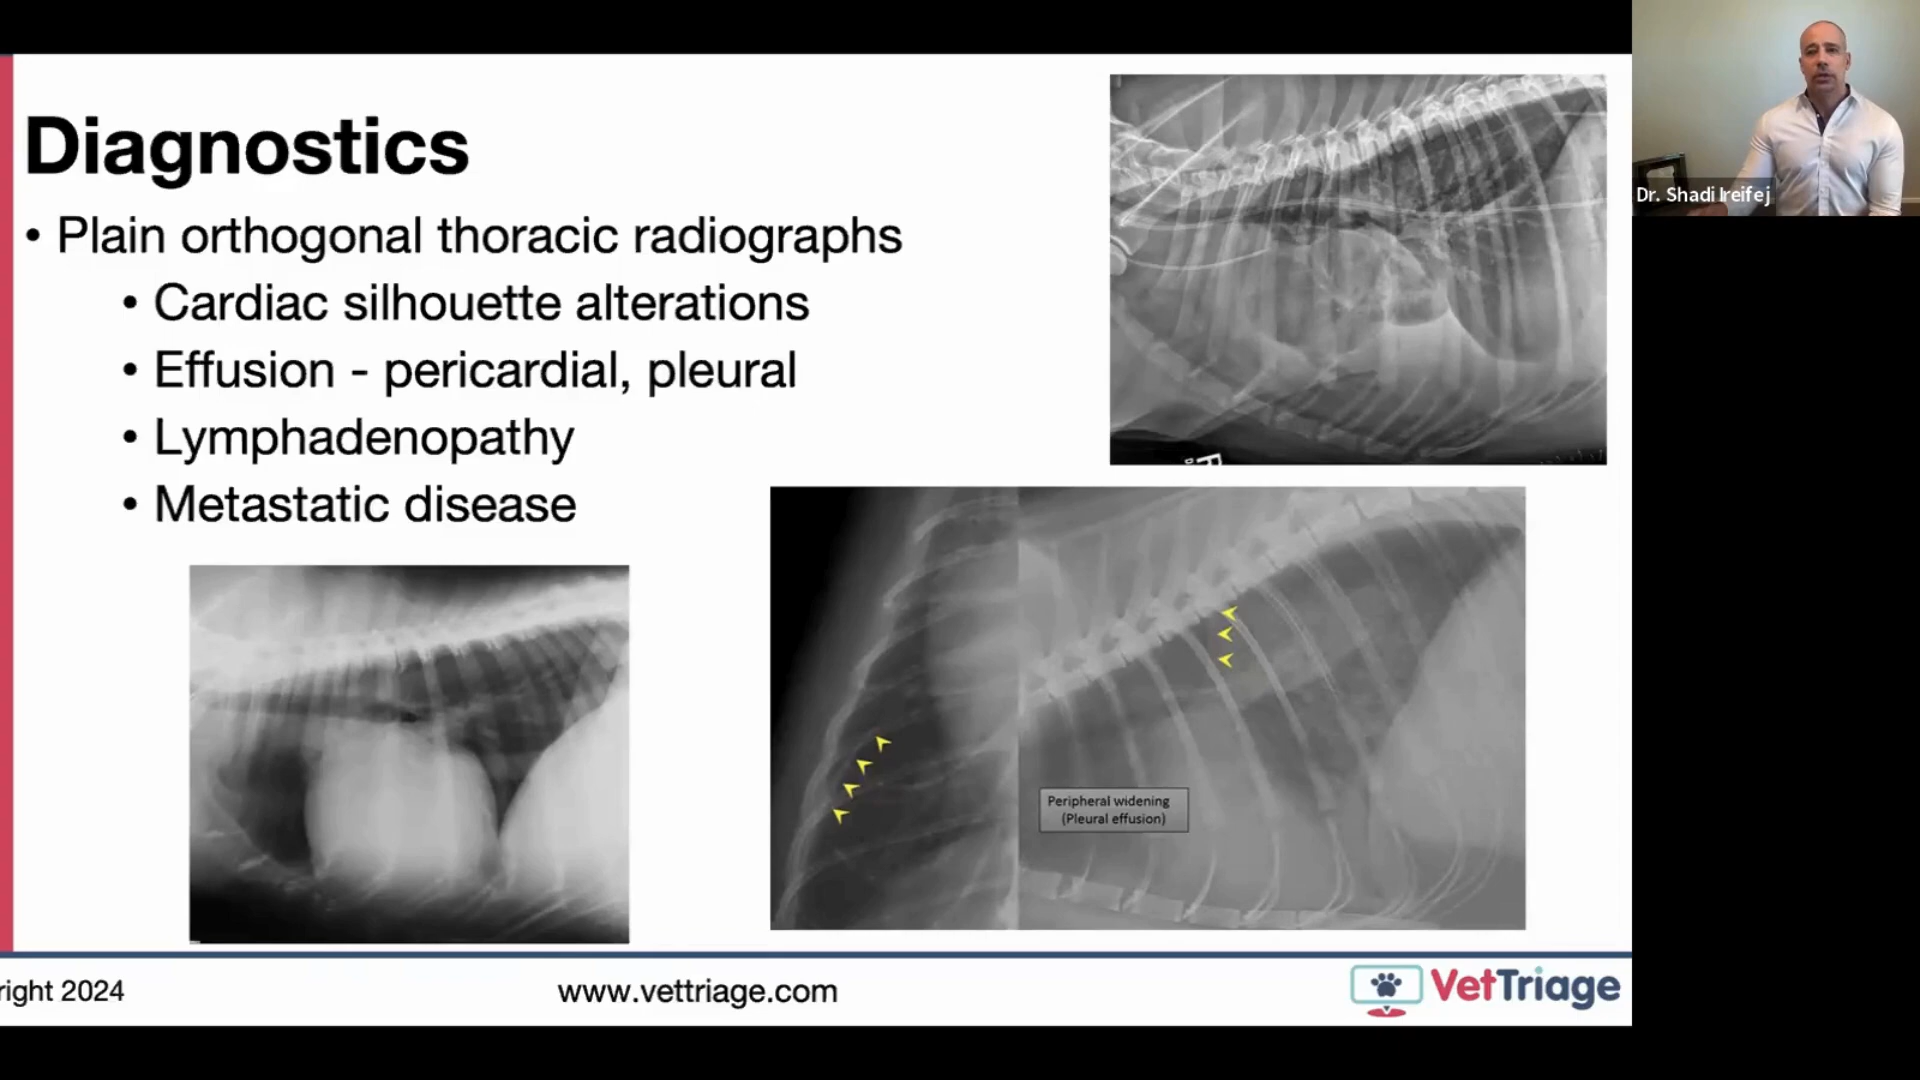 Diagnostics
• Plain orthogonal thoracic radiographs
• Cardiac silhouette alterations
• Effusion - pericardial, pleural
• Lymphadenopathy
• Metastatic disease
Peripheral widening
(Pleural effusion)
right 2024
www.vettriage.com
VetTriage
Dr. Shadi Ireifej